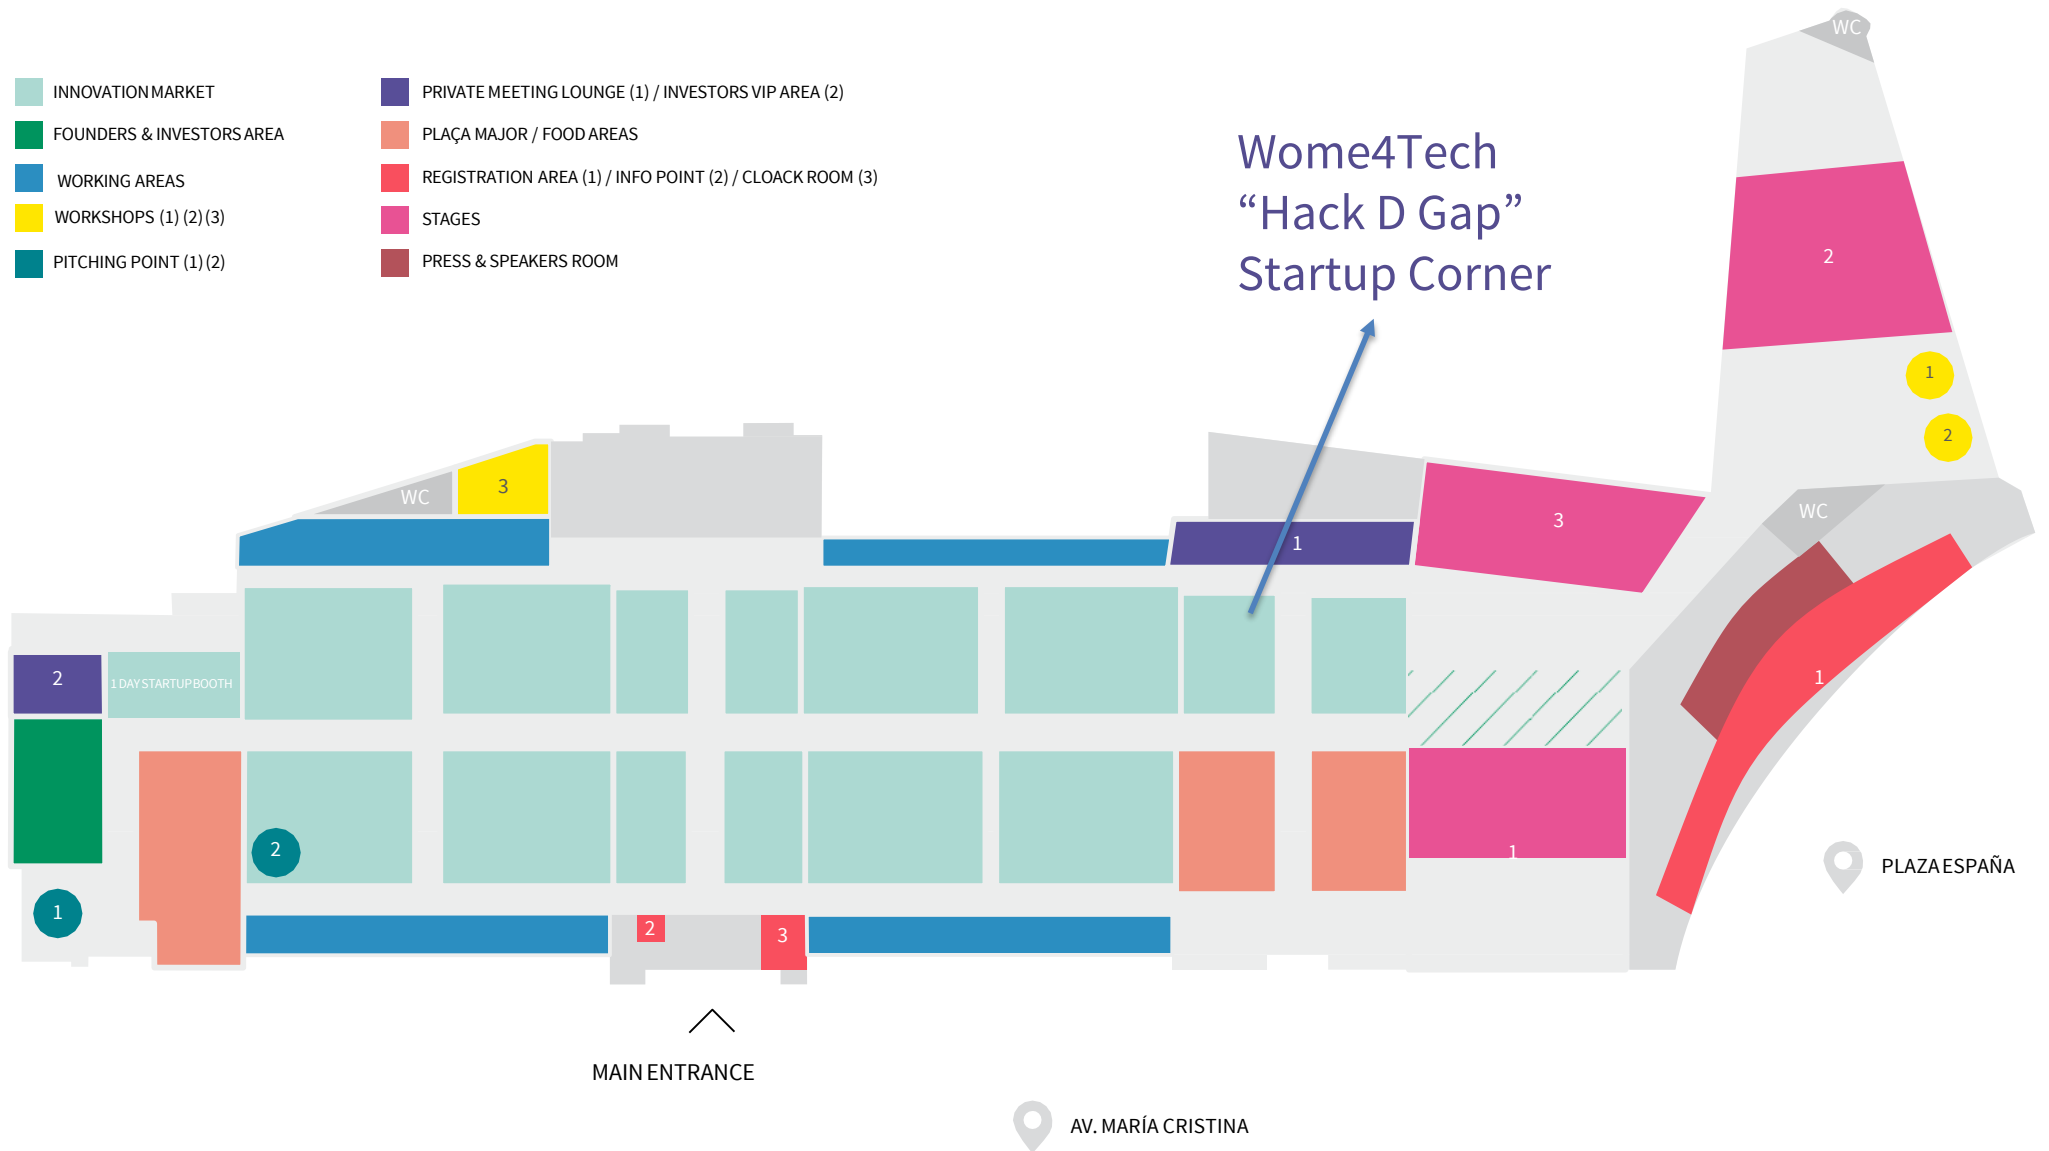 WC
INNOVATION MARKET
FOUNDERS & INVESTORS AREA
WORKING AREAS
WORKSHOPS (1) (2) (3)
PITCHING POINT (1) (2)
PRIVATE MEETING LOUNGE (1) / INVESTORS VIP AREA (2)
PLAÇA MAJOR / FOOD AREAS
REGISTRATION AREA (1) / INFO POINT (2) / CLOACK ROOM (3)
STAGES
PRESS & SPEAKERS ROOM
Wome4Tech
“Hack D Gap”
Startup Corner
2
1
2
WC
3
1
3
WC
2
1 DAY STARTUP BOOTH
1
2
1
1
2
3
PLAZA ESPAÑA
MAIN ENTRANCE
AV. MARÍA CRISTINA